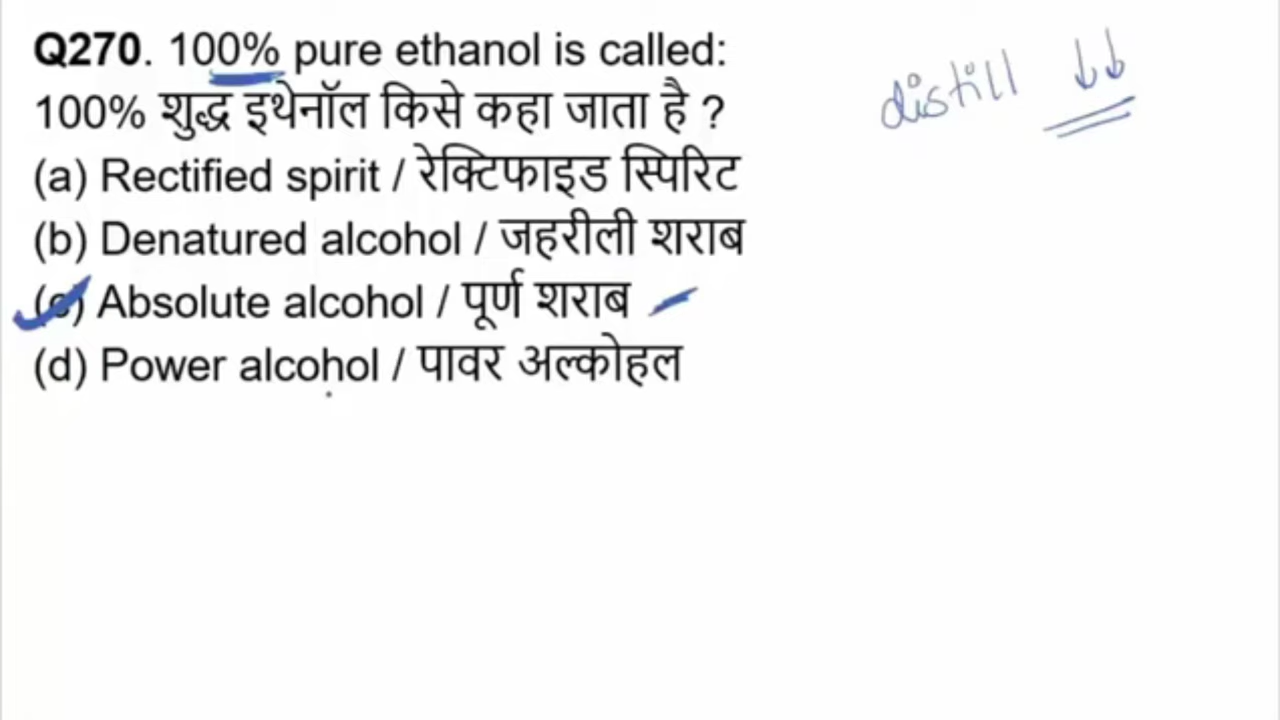 Q270. 100% pure ethanol is called:
distill ↓↓
100% शुद्ध इथेनॉल किसे कहा जाता है ?
(a) Rectified spirit / रेक्टिफाइड स्पिरिट
(b) Denatured alcohol / जहरीली शराब
(c) Absolute alcohol / पूर्ण शराब
(d) Power alcohol / पावर अल्कोहल